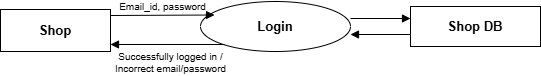 Email_id, password
Shop
Login
Shop DB
Successfully logged in /
Incorrect email/password